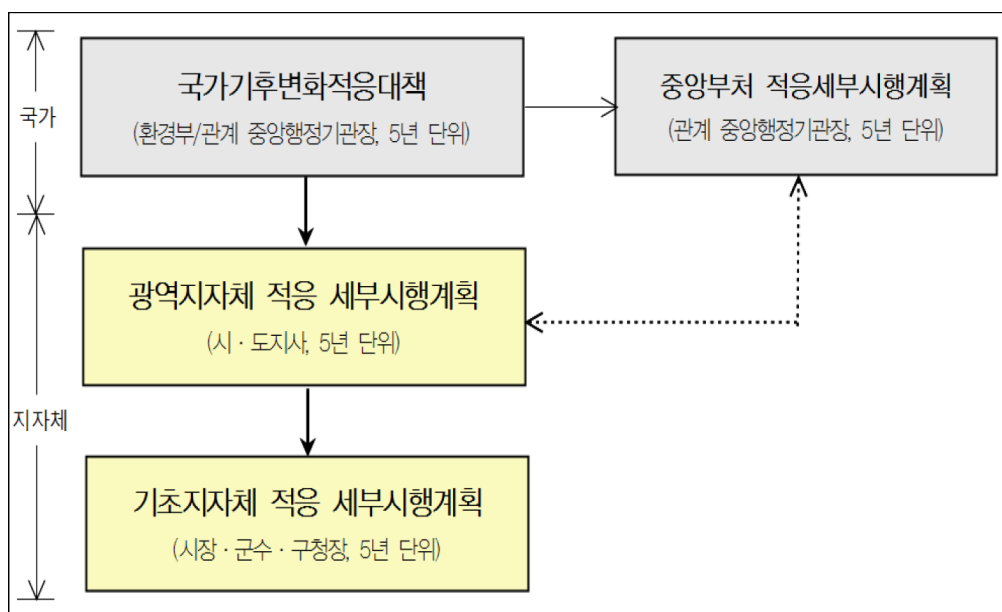 국가
국가기후변화적응대책
(환경부/관계 중앙행정기관장, 5년 단위)
중앙부처 적응세부시행계획
(관계 중앙행정기관장, 5년 단위)
지자체
광역지자체 적응 세부시행계획
(시·도지사, 5년 단위)
기초지자체 적응 세부시행계획
(시장·군수·구청장, 5년 단위)